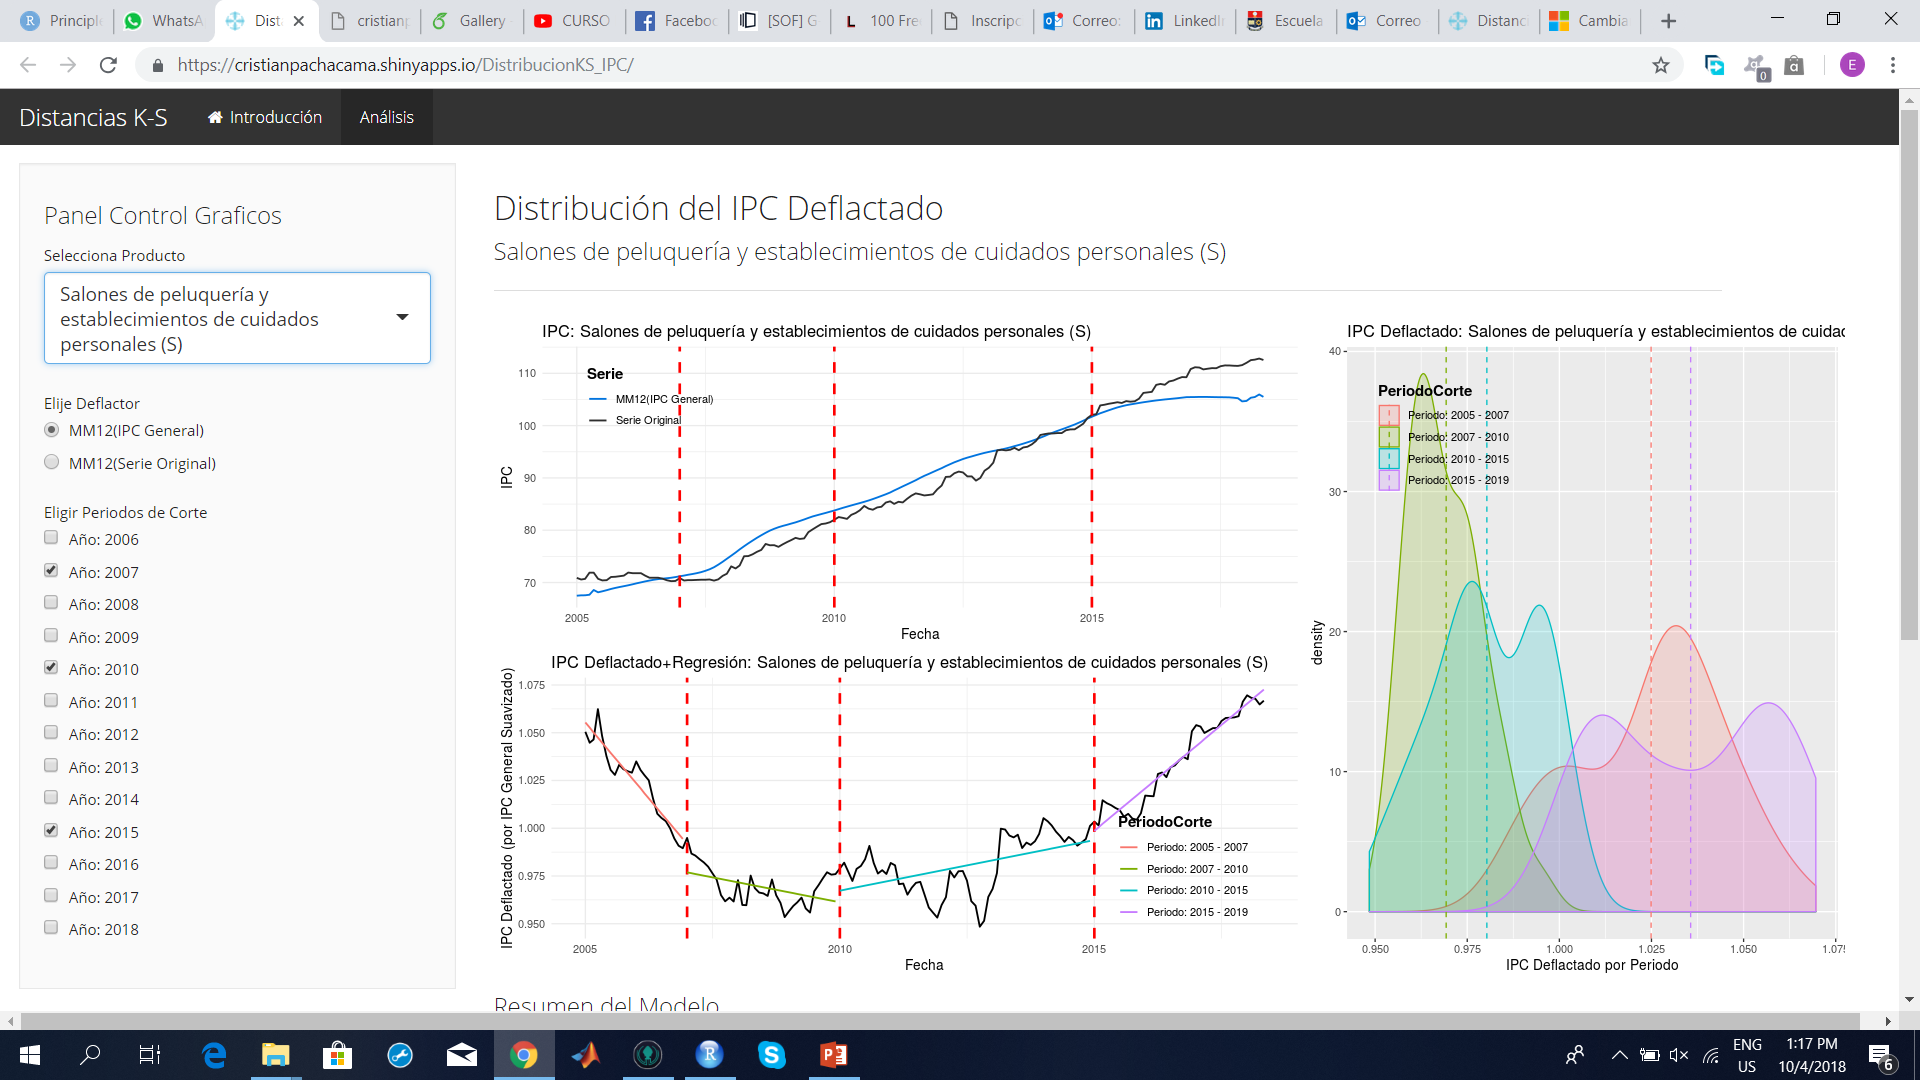 Principl
WhatsA
Dist
cristianp
Gallery
CURSO
Facebo
[SOF] G
100 Fre
Inscripc
Correo:
LinkedIn
Escuela
Correo
Distanc
Cambia
https://cristianpachacama.shinyapps.io/DistribucionKS_IPC/
0
E
Distancias K-S
Introducción
Análisis
Panel Control Graficos
Selecciona Producto
Salones de peluquería y
establecimientos de cuidados
personales (S)
Elije Deflactor
MM12(IPC General)
MM12(Serie Original)
Eligir Periodos de Corte
Año: 2006
Año: 2007
Año: 2008
Año: 2009
Año: 2010
Año: 2011
Año: 2012
Año: 2013
Año: 2014
Año: 2015
Año: 2016
Año: 2017
Año: 2018
Distribución del IPC Deflactado
Salones de peluquería y establecimientos de cuidados personales (S)
IPC: Salones de peluquería y establecimientos de cuidados personales (S)
Serie
MM12(IPC General)
Serie Original
110
100
90
80
70
IPC
2005
2010
2015
Fecha
IPC Deflactado+Regresión: Salones de peluquería y establecimientos de cuidados personales (S)
IPC Deflactado (por IPC General Suavizado)
1.075
1.050
1.025
1.000
0.975
0.950
PeriodoCorte
Periodo: 2005 - 2007
Periodo: 2007 - 2010
Periodo: 2010 - 2015
Periodo: 2015 - 2019
2005
2010
2015
Fecha
IPC Deflactado: Salones de peluquería y establecimientos de cuidac
40
30
20
10
0
density
PeriodoCorte
Periodo: 2005 - 2007
Periodo: 2007 - 2010
Periodo: 2010 - 2015
Periodo: 2015 - 2019
0.950
0.975
1.000
1.025
1.050
1.075
IPC Deflactado por Periodo
Resumen del Modelo
ENG
US
1:17 PM
10/4/2018
6